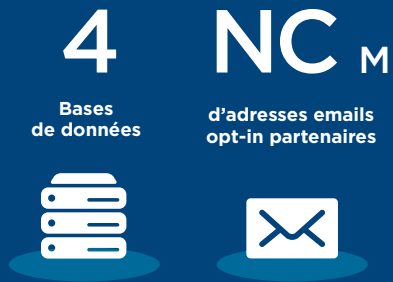 4
Bases
de données
NC M
d’adresses emails
opt-in partenaires